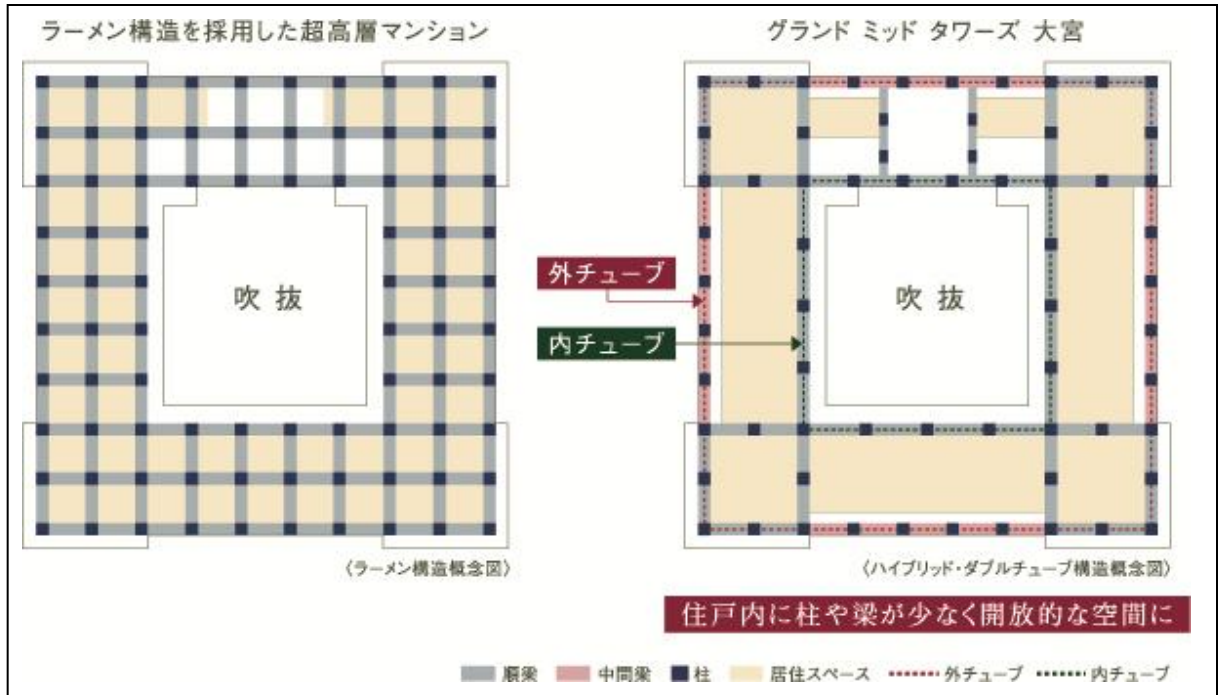 ラーメン構造を採用した超高層マンション
グランド ミッド タワーズ 大宮
外チューブ
内チューブ
吹 抜
吹 抜
〈ラーメン構造概念図〉
〈ハイブリッド・ダブルチューブ構造概念図〉
住戸内に柱や梁が少なく開放的な空間に
順梁 中間梁 柱 居住スペース 外チューブ 内チューブ